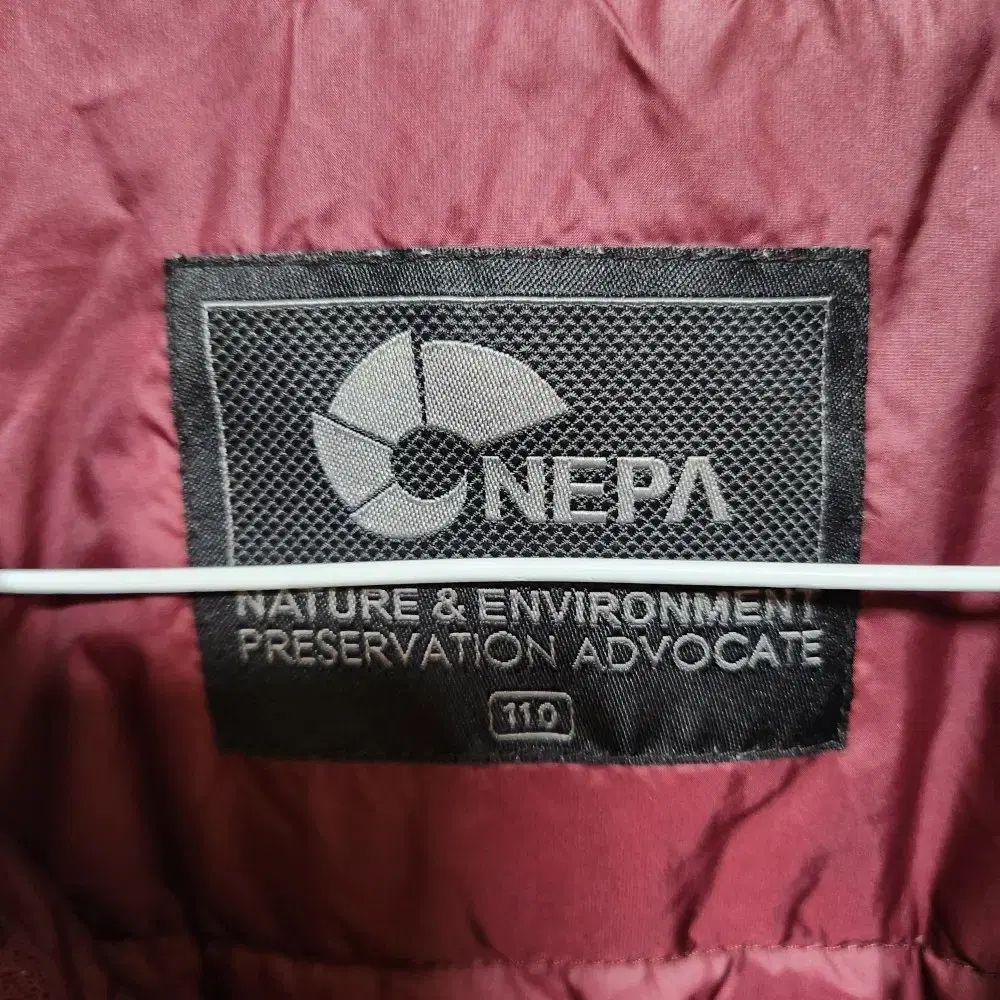 NEPA
NATURE & ENVIRONMENT
PRESERVATION ADVOCATE
110